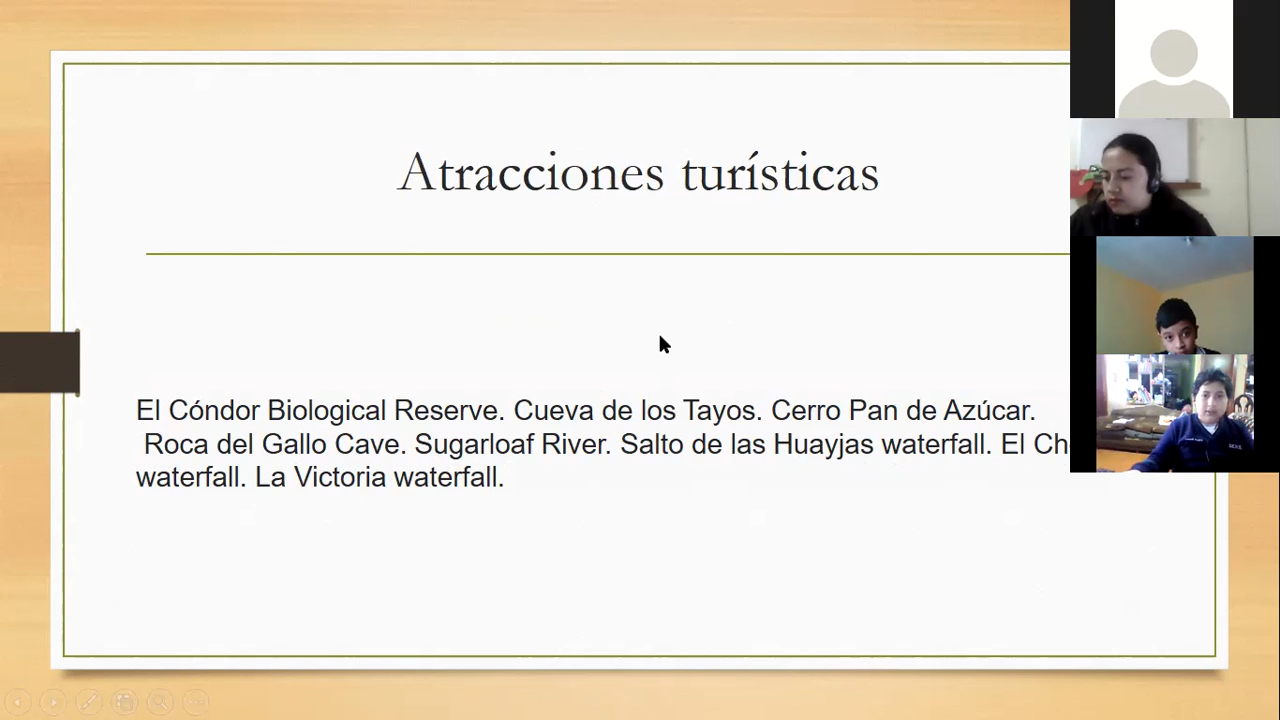 Atracciones turísticas
El Cóndor Biological Reserve. Cueva de los Tayos. Cerro Pan de Azúcar.
Roca del Gallo Cave. Sugarloaf River. Salto de las Huayjas waterfall. El
waterfall. La Victoria waterfall.